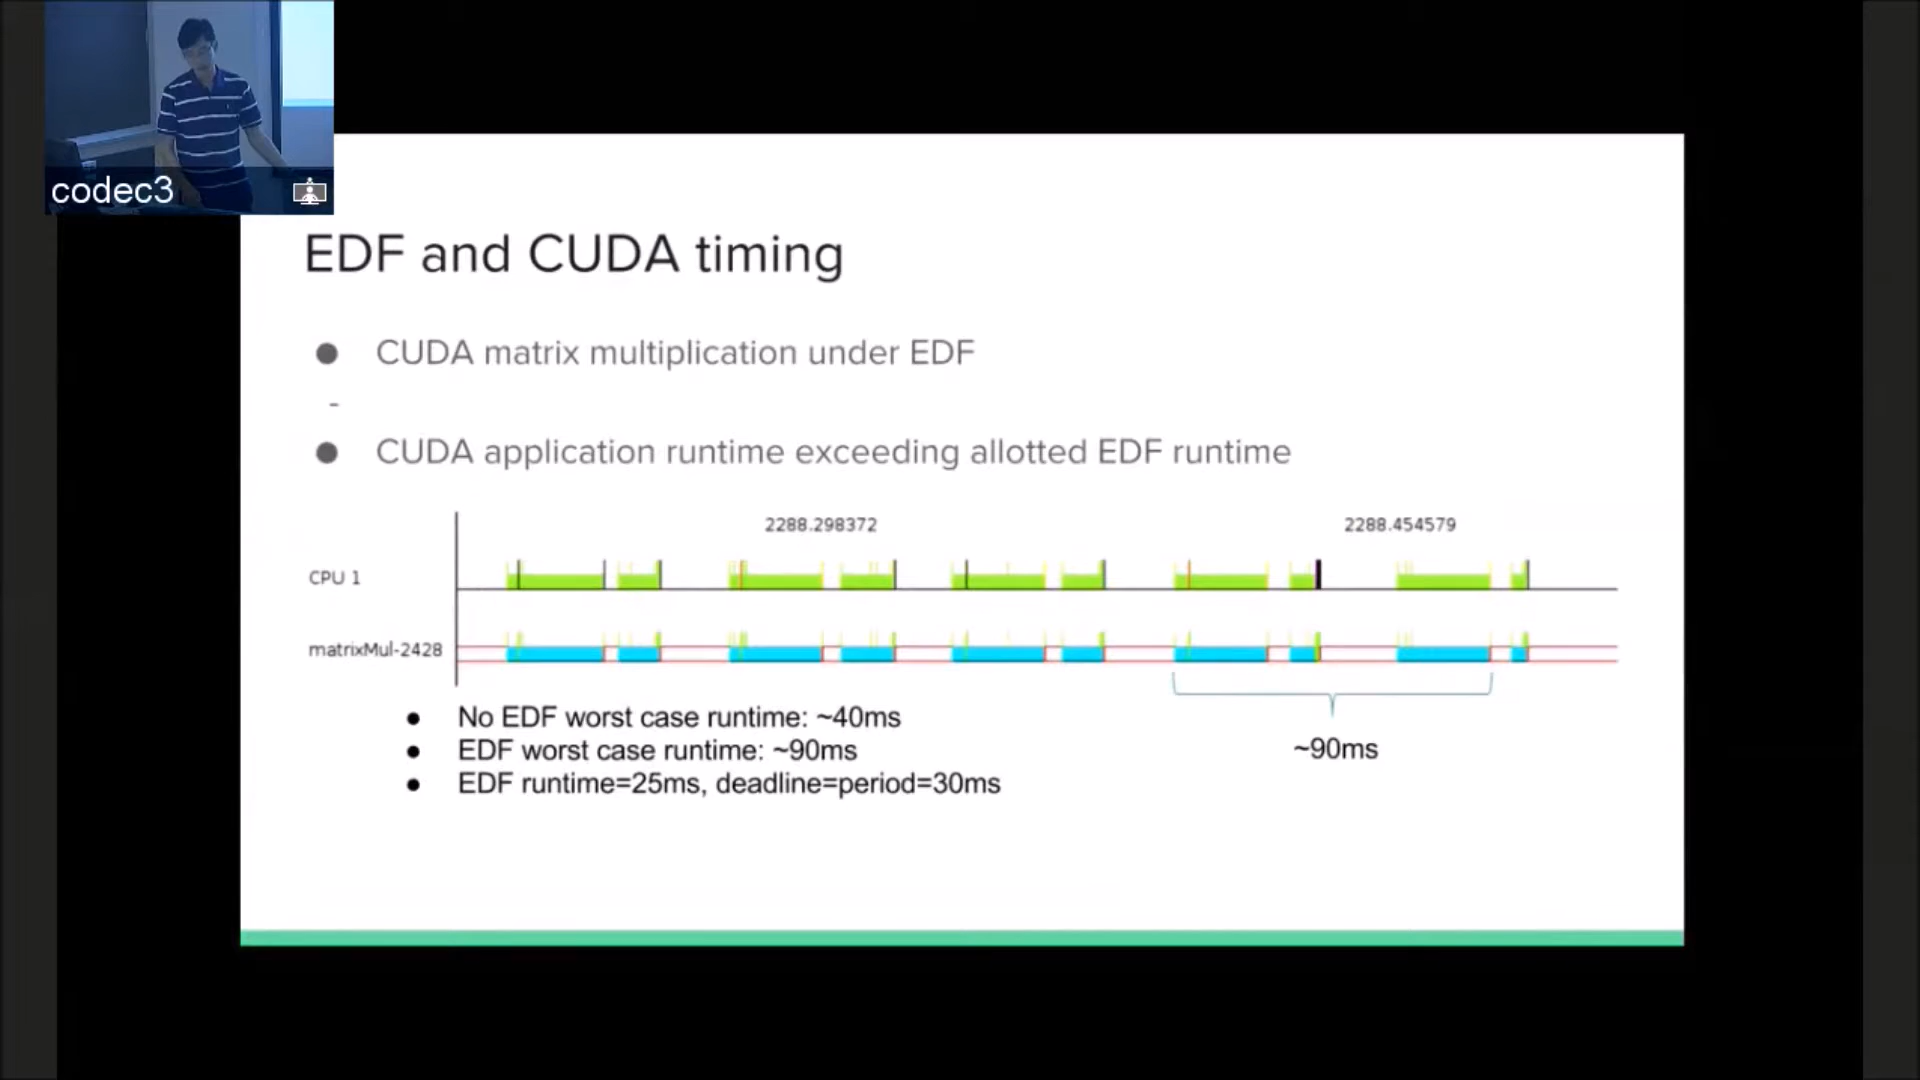 codec3
EDF and CUDA timing
● CUDA matrix multiplication under EDF
-
● CUDA application runtime exceeding allotted EDF runtime
2288.298372 2288.454579
CPU 1
matrixMul-2428
● No EDF worst case runtime: ~40ms
● EDF worst case runtime: ~90ms
~90ms
● EDF runtime=25ms, deadline=period=30ms